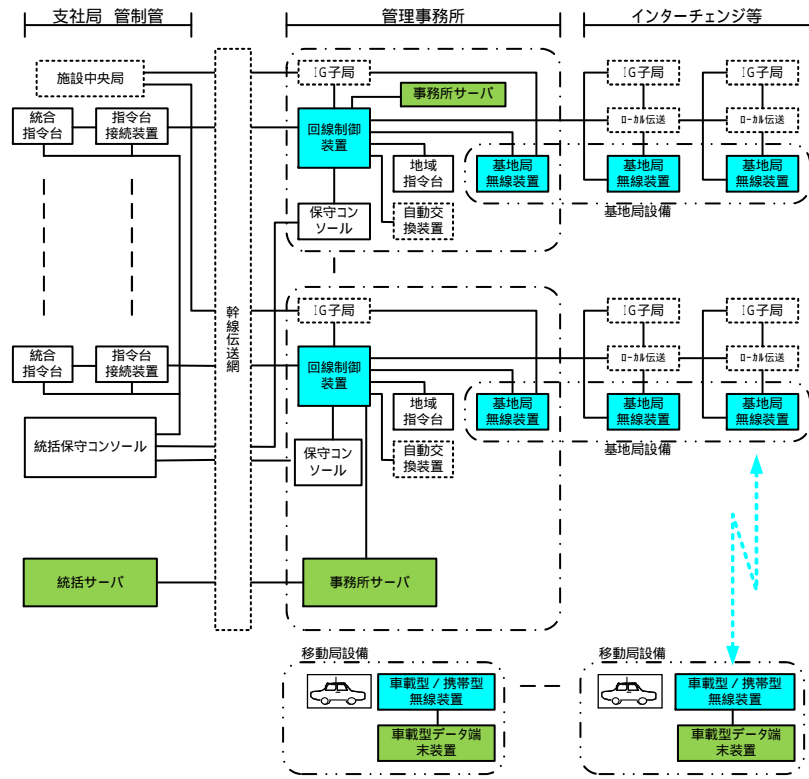 支社局 管制管
管理事務所
インターチェンジ等
施設中央局
IG子局
事務所サーバ
IG子局
IG子局
統合
指令台
指令台
接続装置
回線制御
装置
ローカル伝送
ローカル伝送
地域
指令台
基地局
無線装置
基地局
無線装置
基地局
無線装置
保守コン
ソール
自動交
換装置
基地局設備
幹線伝送網
IG子局
IG子局
IG子局
統合
指令台
指令台
接続装置
回線制御
装置
ローカル伝送
ローカル伝送
地域
指令台
基地局
無線装置
基地局
無線装置
基地局
無線装置
統括保守コンソール
保守コン
ソール
自動交
換装置
基地局設備
統括サーバ
事務所サーバ
移動局設備
車載型/携帯型
無線装置
車載型データ端
末装置
移動局設備
車載型/携帯型
無線装置
車載型データ端
末装置